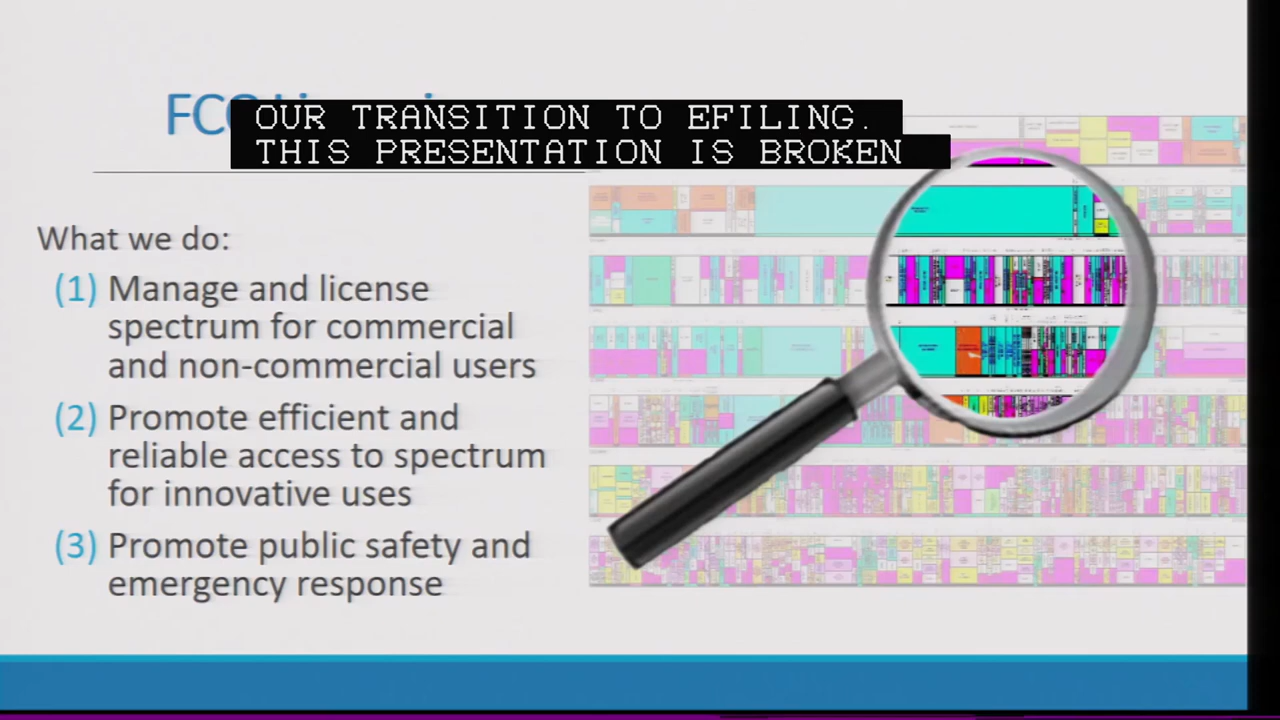 FCC
OUR TRANSITION TO EFILING.
THIS PRESENTATION IS BROKEN
What we do:
(1) Manage and license
spectrum for commercial
and non-commercial users
(2) Promote efficient and
reliable access to spectrum
for innovative uses
(3) Promote public safety and
emergency response